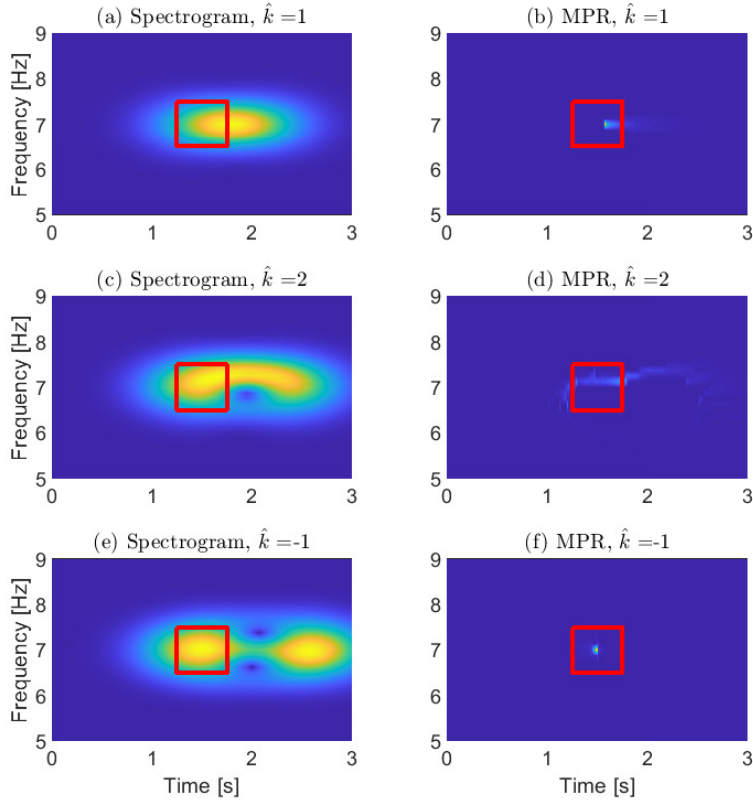 (a) Spectrogram, k̂ =1
(b) MPR, k̂ =1
Frequency [Hz]
9
8
7
6
5
0 1 2 3
9
8
7
6
5
0 1 2 3
(c) Spectrogram, k̂ =2
(d) MPR, k̂ =2
Frequency [Hz]
9
8
7
6
5
0 1 2 3
9
8
7
6
5
0 1 2 3
(e) Spectrogram, k̂ =-1
(f) MPR, k̂ =-1
Frequency [Hz]
9
8
7
6
5
0 1 2 3
Time [s]
9
8
7
6
5
0 1 2 3
Time [s]